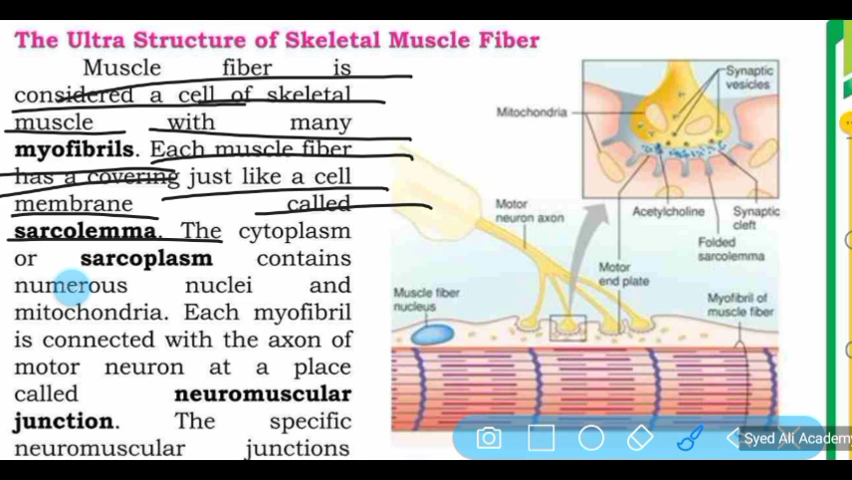 The Ultra Structure of Skeletal Muscle Fiber
Muscle fiber is
considered a cell of skeletal
muscle with many
myofibrils. Each muscle fiber
has a covering just like a cell
membrane called
sarcolemma. The cytoplasm
or sarcoplasm contains
numerous nuclei and
mitochondria. Each myofibril
is connected with the axon of
motor neuron at a place
called neuromuscular
junction. The specific
neuromuscular junctions
Synaptic
vesicles
Mitochondria
Acetylcholine
Synaptic
cleft
Folded
sarcolemma
Motor
neuron axon
Motor
end plate
Muscle fiber
nucleus
Myofibril of
muscle fiber
Syed Ali Academy